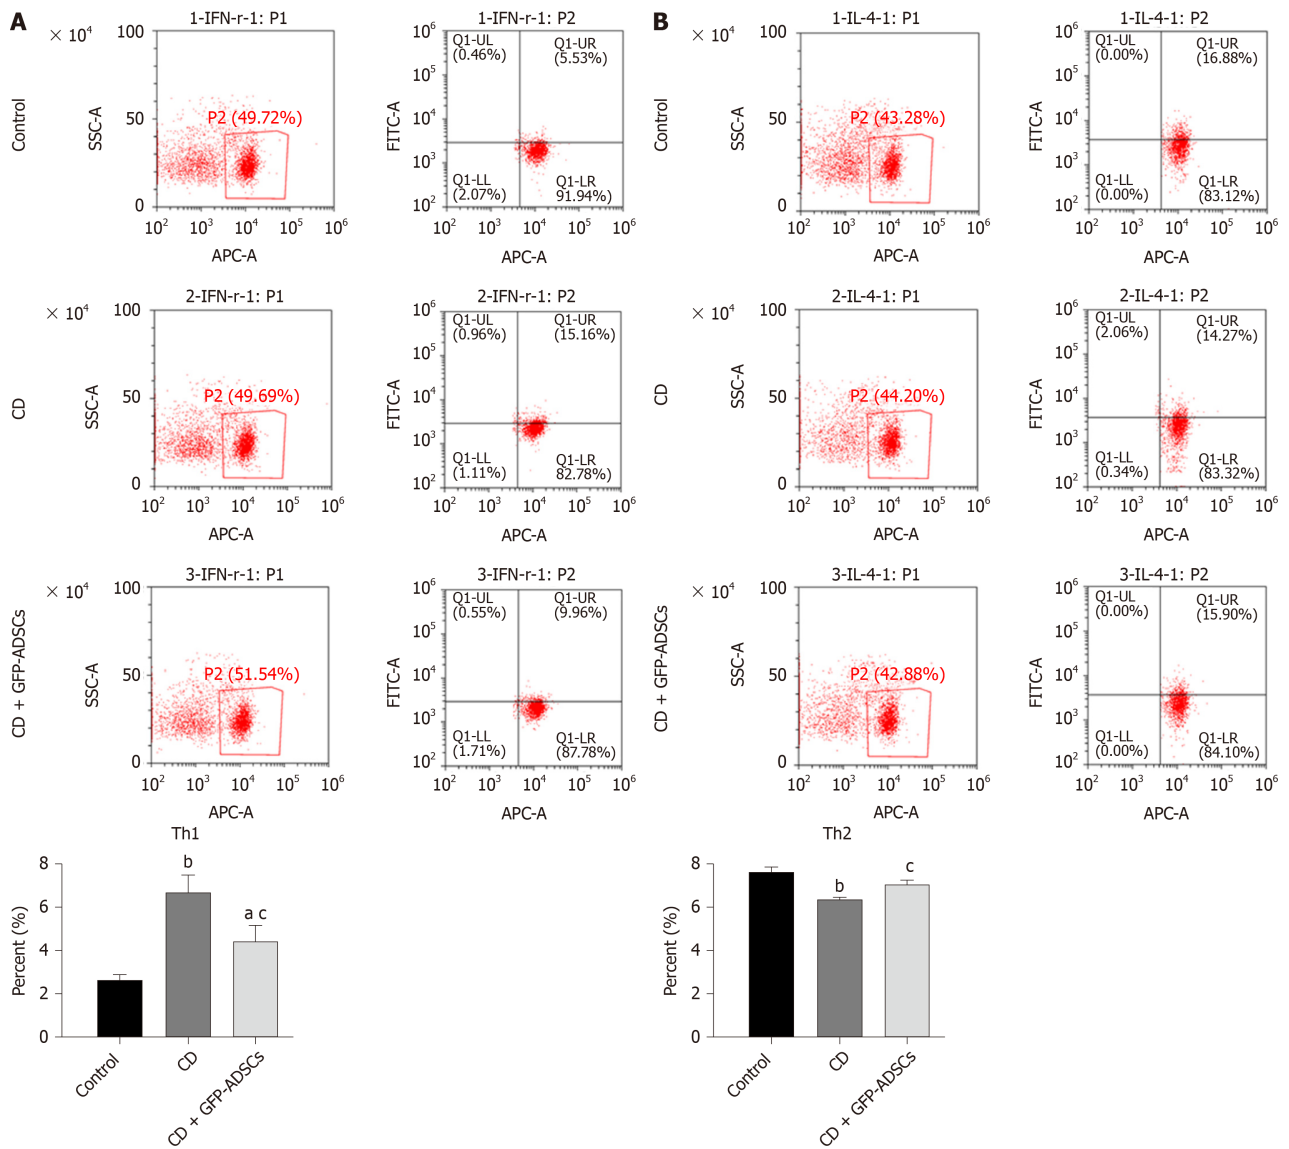 A
1-IFN-r-1: P1
× 10⁴
Control
SSC-A
100
50
0
P2 (49.72%)
10² 10³ 10⁴ 10⁵ 10⁶
APC-A
1-IFN-r-1: P2
FITC-A
10⁶
10⁵
10⁴
10³
10²
Q1-UL
(0.46%)
Q1-UR
(5.53%)
Q1-LL
(2.07%)
Q1-LR
91.94%)
10² 10³ 10⁴ 10⁵ 10⁶
APC-A
B
1-IL-4-1: P1
× 10⁴
Control
SSC-A
100
50
0
P2 (43.28%)
10² 10³ 10⁴ 10⁵ 10⁶
APC-A
1-IL-4-1: P2
FITC-A
10⁶
10⁵
10⁴
10³
10²
Q1-UL
(0.00%)
Q1-UR
(16.88%)
Q1-LL
(0.00%)
Q1-LR
(83.12%)
10² 10³ 10⁴ 10⁵ 10⁶
APC-A
2-IFN-r-1: P1
× 10⁴
CD
SSC-A
100
50
0
P2 (49.69%)
10² 10³ 10⁴ 10⁵ 10⁶
APC-A
2-IFN-r-1: P2
FITC-A
10⁶
10⁵
10⁴
10³
10²
Q1-UL
(0.96%)
Q1-UR
(15.16%)
Q1-LL
(1.11%)
Q1-LR
82.78%)
10² 10³ 10⁴ 10⁵ 10⁶
APC-A
2-IL-4-1: P1
× 10⁴
CD
SSC-A
100
50
0
P2 (44.20%)
10² 10³ 10⁴ 10⁵ 10⁶
APC-A
2-IL-4-1: P2
FITC-A
10⁶
10⁵
10⁴
10³
10²
Q1-UL
(2.06%)
Q1-UR
(14.27%)
Q1-LL
(0.34%)
Q1-LR
(83.32%)
10² 10³ 10⁴ 10⁵ 10⁶
APC-A
3-IFN-r-1: P1
× 10⁴
CD + GFP-ADSCs
SSC-A
100
50
0
P2 (51.54%)
10² 10³ 10⁴ 10⁵ 10⁶
APC-A
3-IFN-r-1: P2
FITC-A
10⁶
10⁵
10⁴
10³
10²
Q1-UL
(0.55%)
Q1-UR
(9.96%)
Q1-LL
(1.71%)
Q1-LR
(87.78%)
10² 10³ 10⁴ 10⁵ 10⁶
APC-A
3-IL-4-1: P1
× 10⁴
CD + GFP-ADSCs
SSC-A
100
50
0
P2 (42.88%)
10² 10³ 10⁴ 10⁵ 10⁶
APC-A
3-IL-4-1: P2
FITC-A
10⁶
10⁵
10⁴
10³
10²
Q1-UL
(0.00%)
Q1-UR
(15.90%)
Q1-LL
(0.00%)
Q1-LR
(84.10%)
10² 10³ 10⁴ 10⁵ 10⁶
APC-A
Th1
Percent (%)
8
6
4
2
0
b
a c
Control
CD
CD + GFP-ADSCs
Th2
Percent (%)
8
6
4
2
0
b
c
Control
CD
CD + GFP-ADSCs